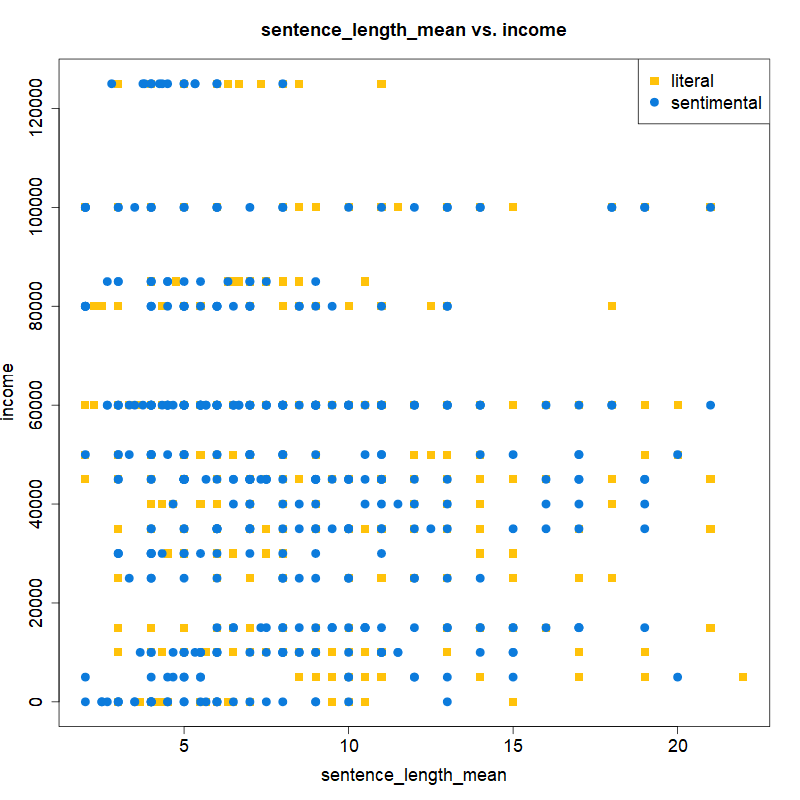 sentence_length_mean vs. income
literal
sentimental
120000
100000
80000
60000
40000
20000
0
income
5 10 15 20
sentence_length_mean